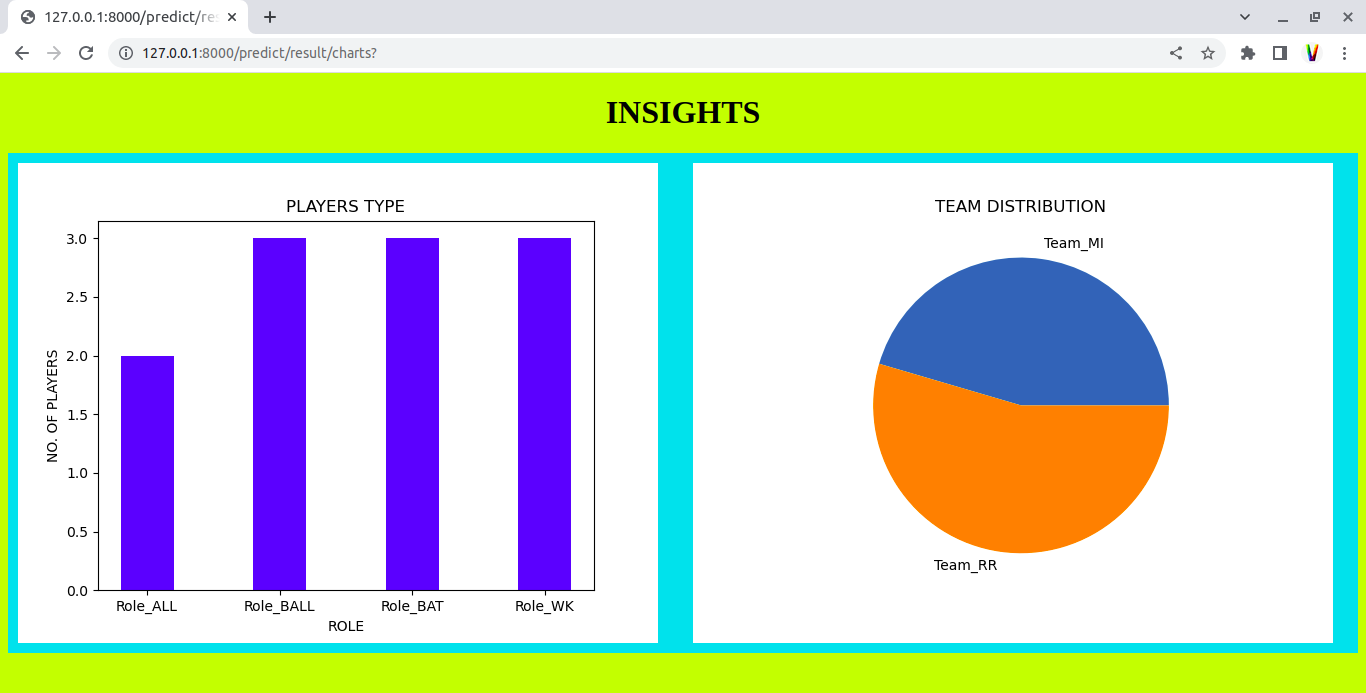 127.0.0.1:8000/predict/res
127.0.0.1:8000/predict/result/charts?
INSIGHTS
PLAYERS TYPE
3.0
2.5
2.0
1.5
1.0
0.5
0.0
NO. OF PLAYERS
Role_ALL Role_BALL Role_BAT Role_WK
ROLE
TEAM DISTRIBUTION
Team_MI
Team_RR